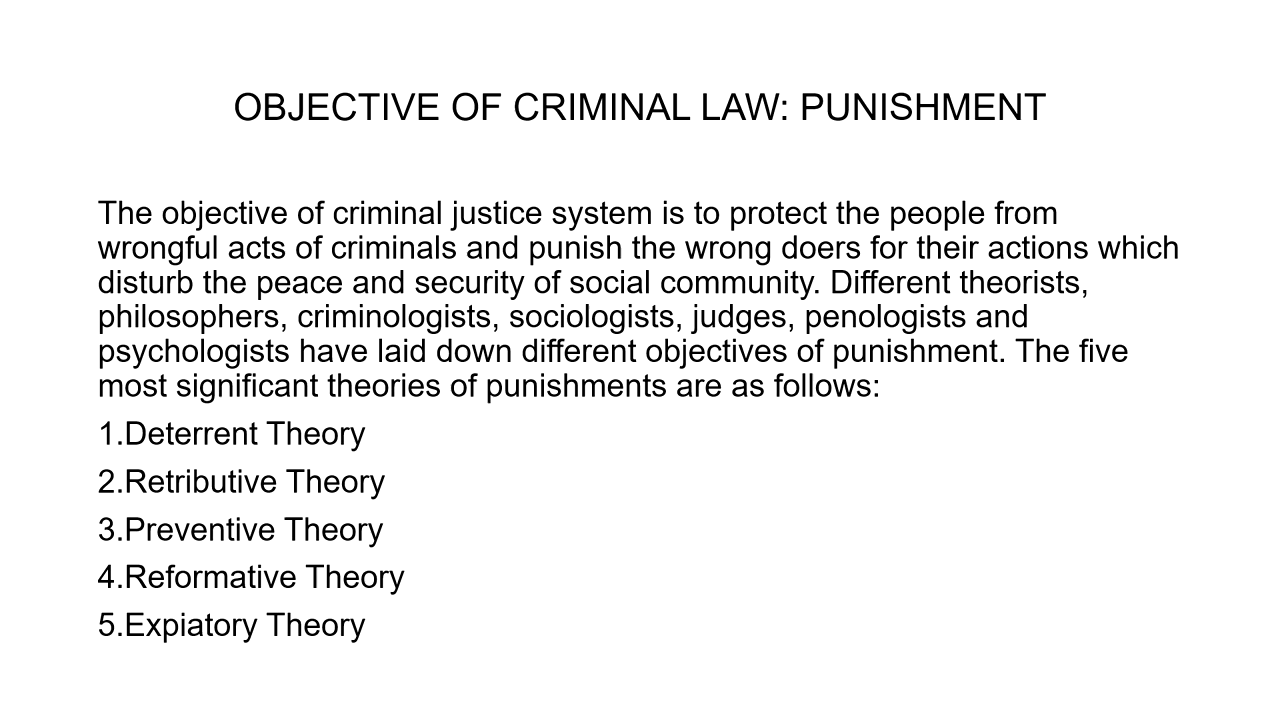 OBJECTIVE OF CRIMINAL LAW: PUNISHMENT
The objective of criminal justice system is to protect the people from
wrongful acts of criminals and punish the wrong doers for their actions which
disturb the peace and security of social community. Different theorists,
philosophers, criminologists, sociologists, judges, penologists and
psychologists have laid down different objectives of punishment. The five
most significant theories of punishments are as follows:
1.Deterrent Theory
2.Retributive Theory
3.Preventive Theory
4.Reformative Theory
5.Expiatory Theory